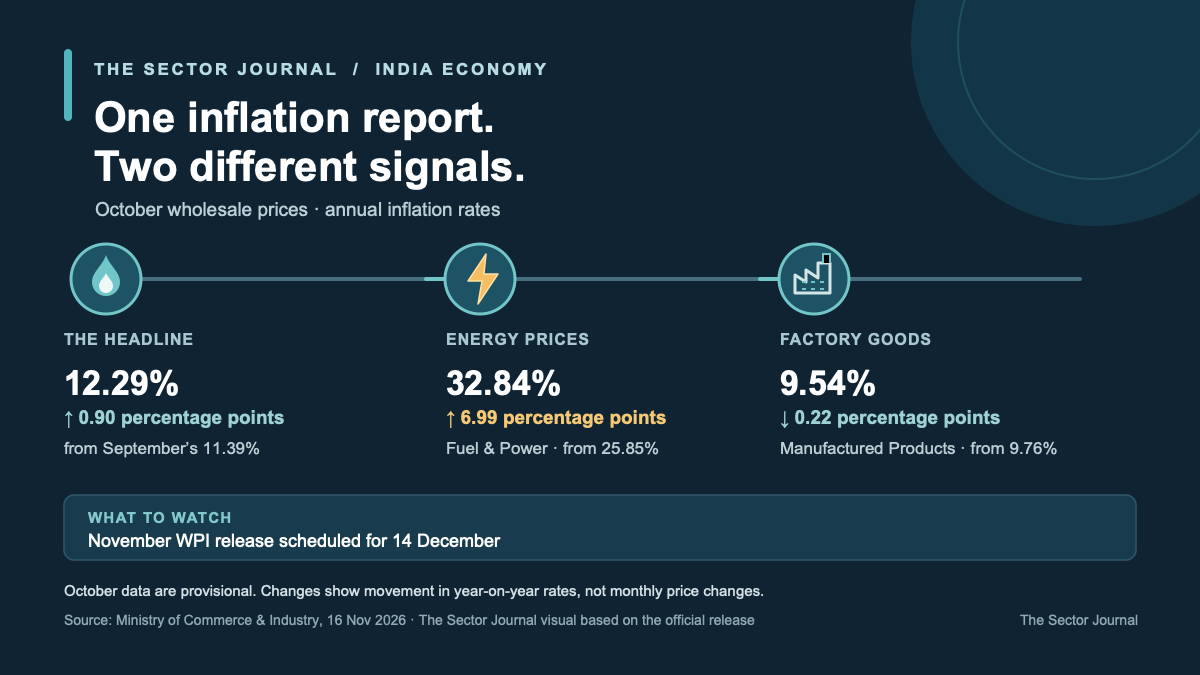 THE SECTOR JOURNAL / INDIA ECONOMY
One inflation report.
Two different signals.
October wholesale prices · annual inflation rates
THE HEADLINE
12.29%
↑ 0.90 percentage points
from September's 11.39%
ENERGY PRICES
32.84%
↑ 6.99 percentage points
Fuel & Power · from 25.85%
FACTORY GOODS
9.54%
↓ 0.22 percentage points
Manufactured Products · from 9.76%
WHAT TO WATCH
November WPI release scheduled for 14 December
October data are provisional. Changes show movement in year-on-year rates, not monthly price changes.
Source: Ministry of Commerce & Industry, 16 Nov 2026 · The Sector Journal visual based on the official release
The Sector Journal